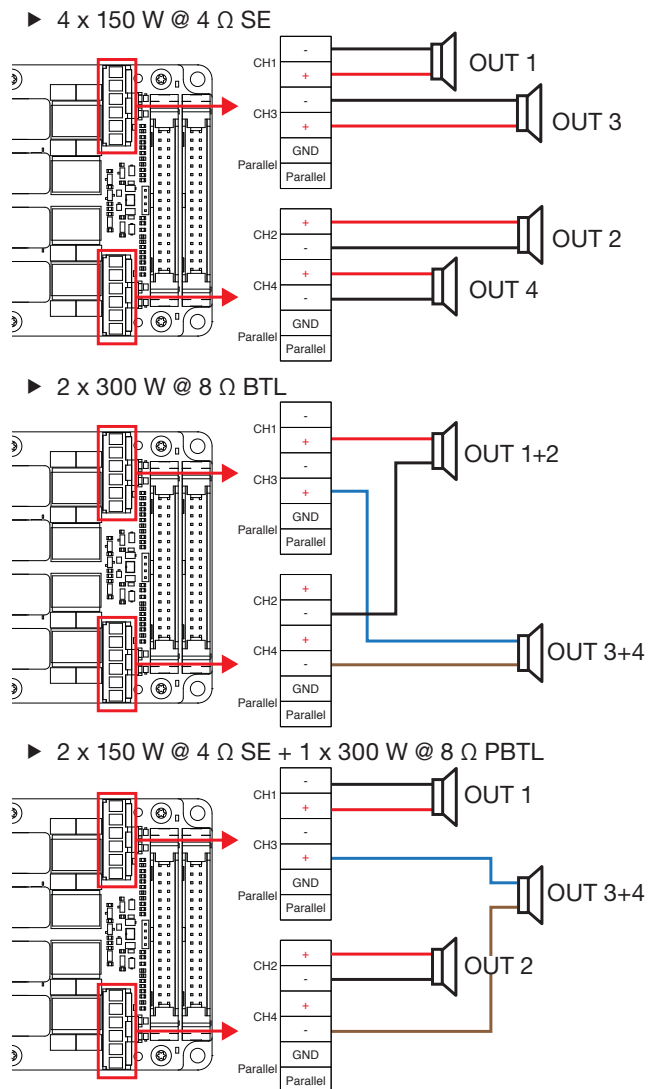 ► 4 x 150 W @ 4 Ω SE
CH1
-
+
OUT 1
CH3
-
+
OUT 3
GND
Parallel
Parallel
CH2
+
-
OUT 2
CH4
+
-
OUT 4
GND
Parallel
Parallel
► 2 x 300 W @ 8 Ω BTL
CH1
-
+
OUT 1+2
CH3
-
+
GND
Parallel
Parallel
CH2
+
-
CH4
+
-
OUT 3+4
GND
Parallel
Parallel
► 2 x 150 W @ 4 Ω SE + 1 x 300 W @ 8 Ω PBTL
CH1
-
+
OUT 1
CH3
-
+
OUT 3+4
GND
Parallel
Parallel
CH2
+
-
OUT 2
CH4
+
-
GND
Parallel
Parallel